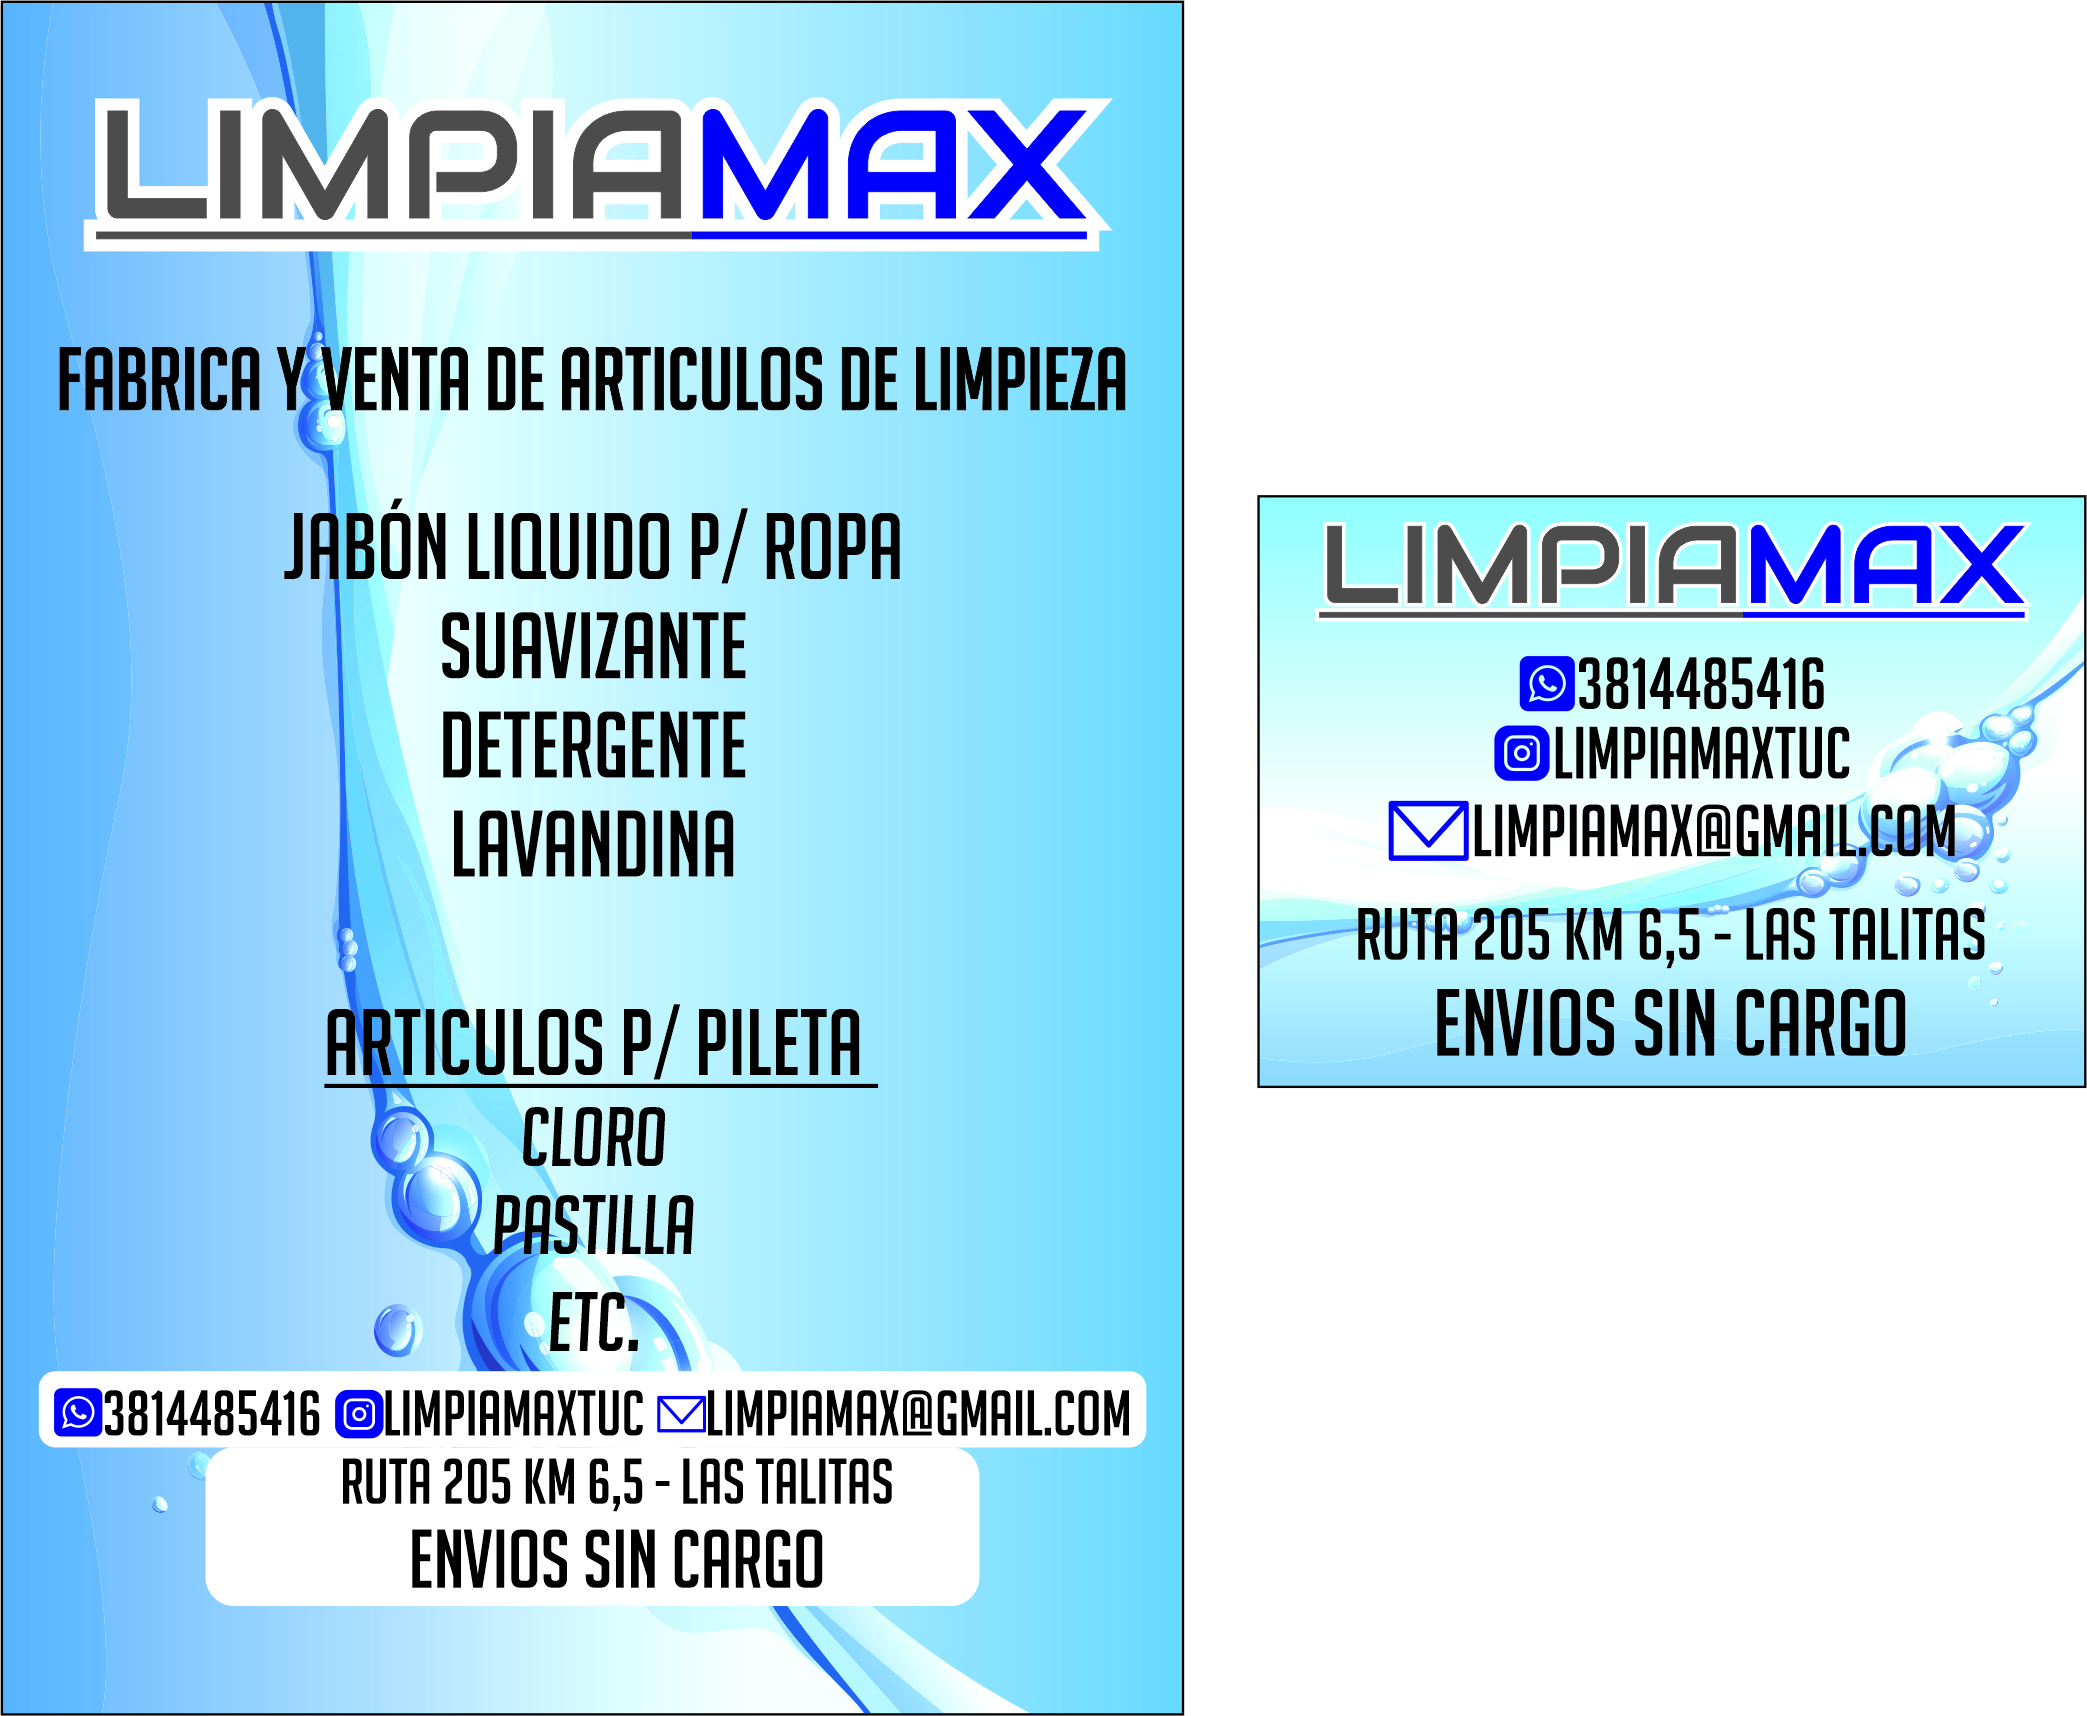 LIMPIAMAX
FABRICA Y VENTA DE ARTICULOS DE LIMPIEZA
JABÓN LIQUIDO P/ ROPA
SUAVIZANTE
DETERGENTE
LAVANDINA
ARTICULOS P/ PILETA
CLORO
PASTILLA
ETC.
3814485416 LIMPIAMAXTUC LIMPIAMAX@GMAIL.COM
RUTA 205 KM 6,5 - LAS TALITAS
ENVIOS SIN CARGO
LIMPIAMAX
3814485416
LIMPIAMAXTUC
LIMPIAMAX@GMAIL.COM
RUTA 205 KM 6,5 - LAS TALITAS
ENVIOS SIN CARGO